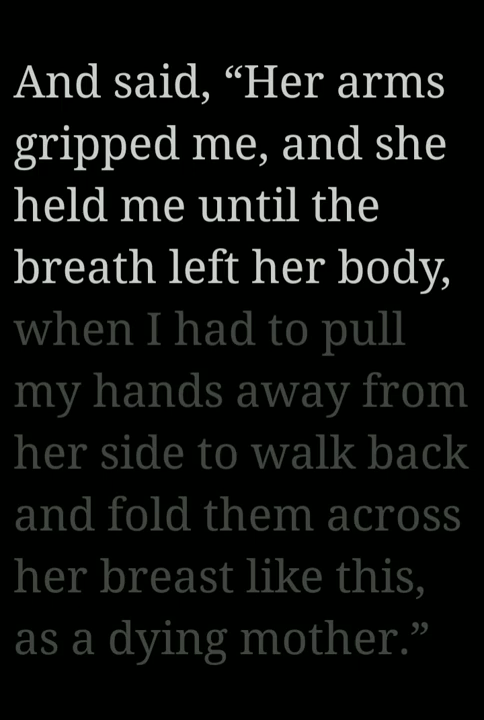 And said, “Her arms
gripped me, and she
held me until the
breath left her body,
when I had to pull
my hands away from
her side to walk back
and fold them across
her breast like this,
as a dying mother.”